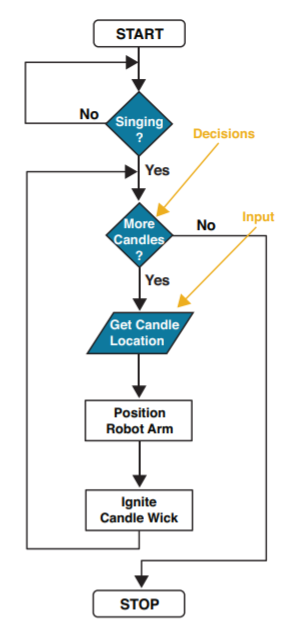 START
No
Singing
?
Decisions
Yes
Input
More
Candles
?
No
Yes
Get Candle
Location
Position
Robot Arm
Ignite
Candle Wick
STOP